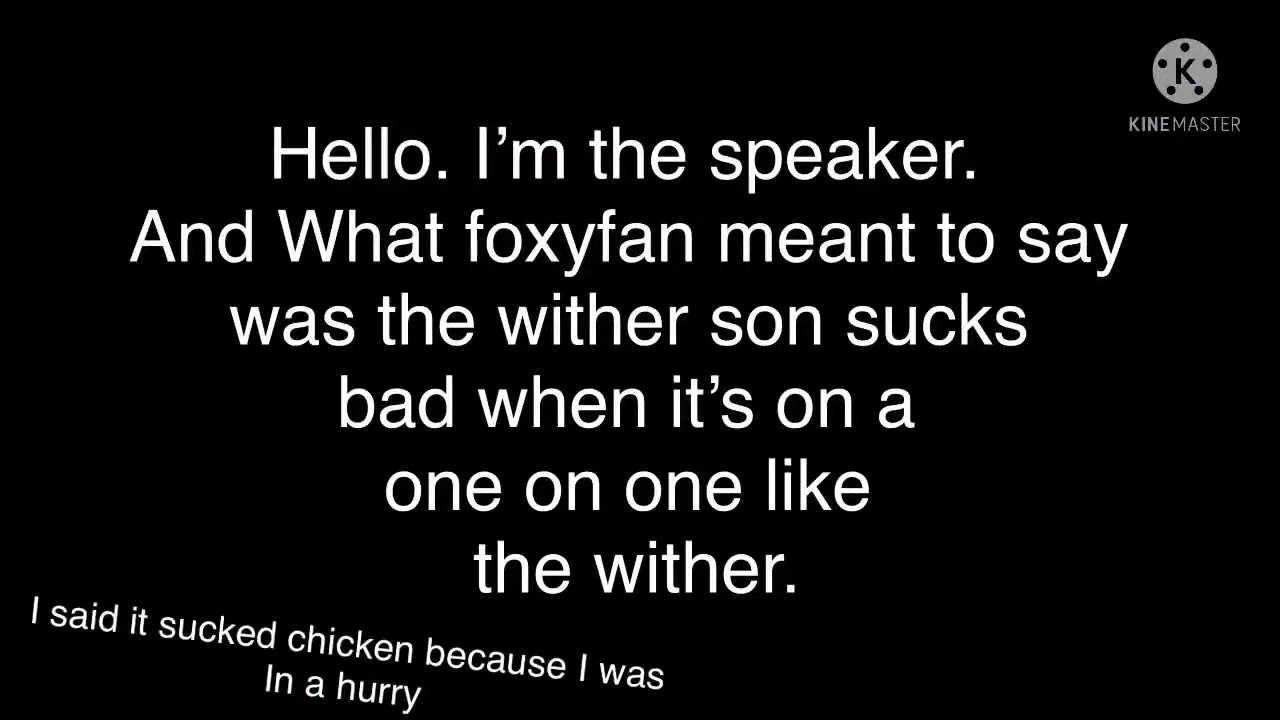 K
KINEMASTER
Hello. I’m the speaker.
And What foxyfan meant to say
was the wither son sucks
bad when it’s on a
one on one like
the wither.
I said it sucked chicken because I was
In a hurry